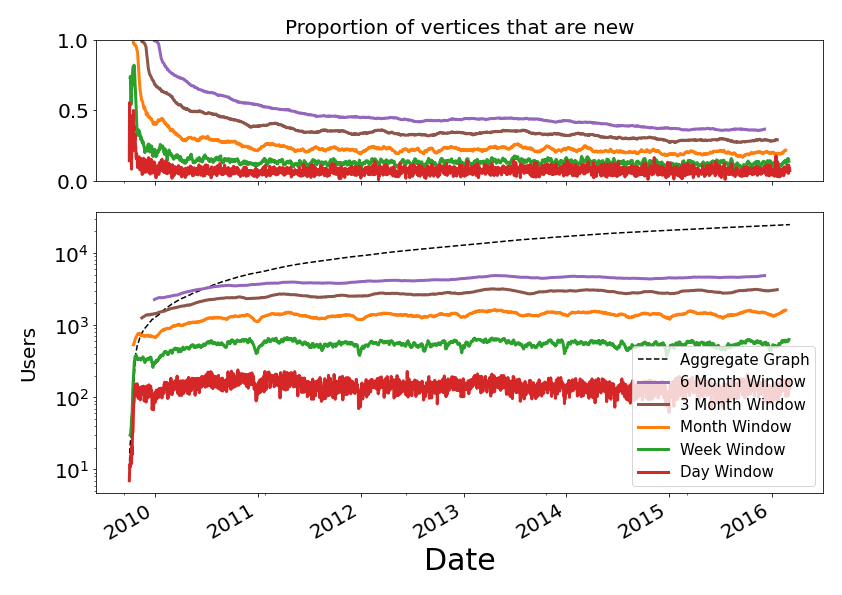 Proportion of vertices that are new
1.0
0.5
0.0
10⁴
10³
10²
10¹
Users
Aggregate Graph
6 Month Window
3 Month Window
Month Window
Week Window
Day Window
2010 2011 2012 2013 2014 2015 2016
Date